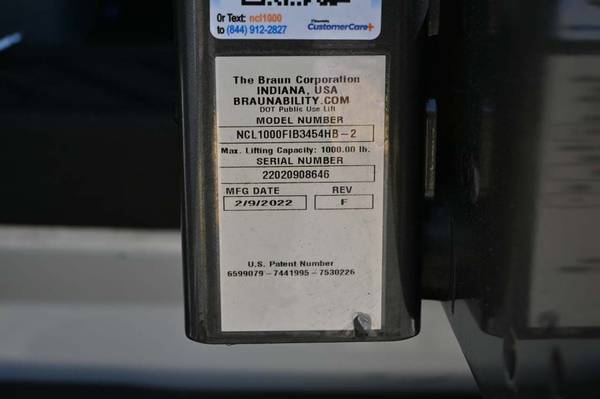 Or Text: ncl1000
to (844) 912-2827
CustomerCare+
The Braun Corporation
INDIANA, USA
BRAUNABILITY.COM
DOT Public Use Lift
MODEL NUMBER
NCL1000FIB3454HB-2
Max. Lifting Capacity: 1000.00 lb.
SERIAL NUMBER
22020908646
MFG DATE REV
2/9/2022 F
U.S. Patent Number
6599079-7441995-7530226